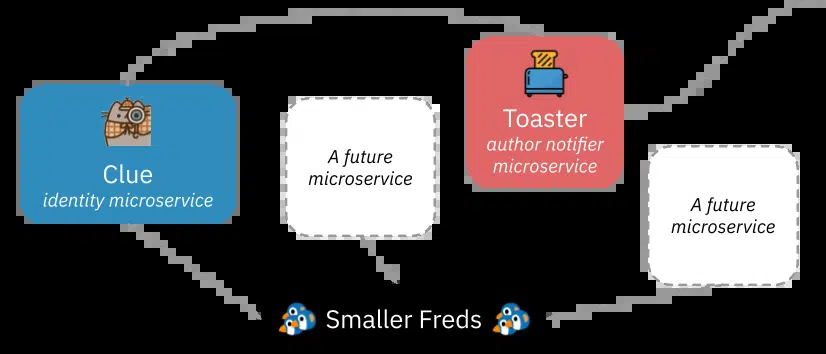 Toaster
author notifier
microservice
Clue
identity microservice
A future
microservice
A future
microservice
Smaller Freds